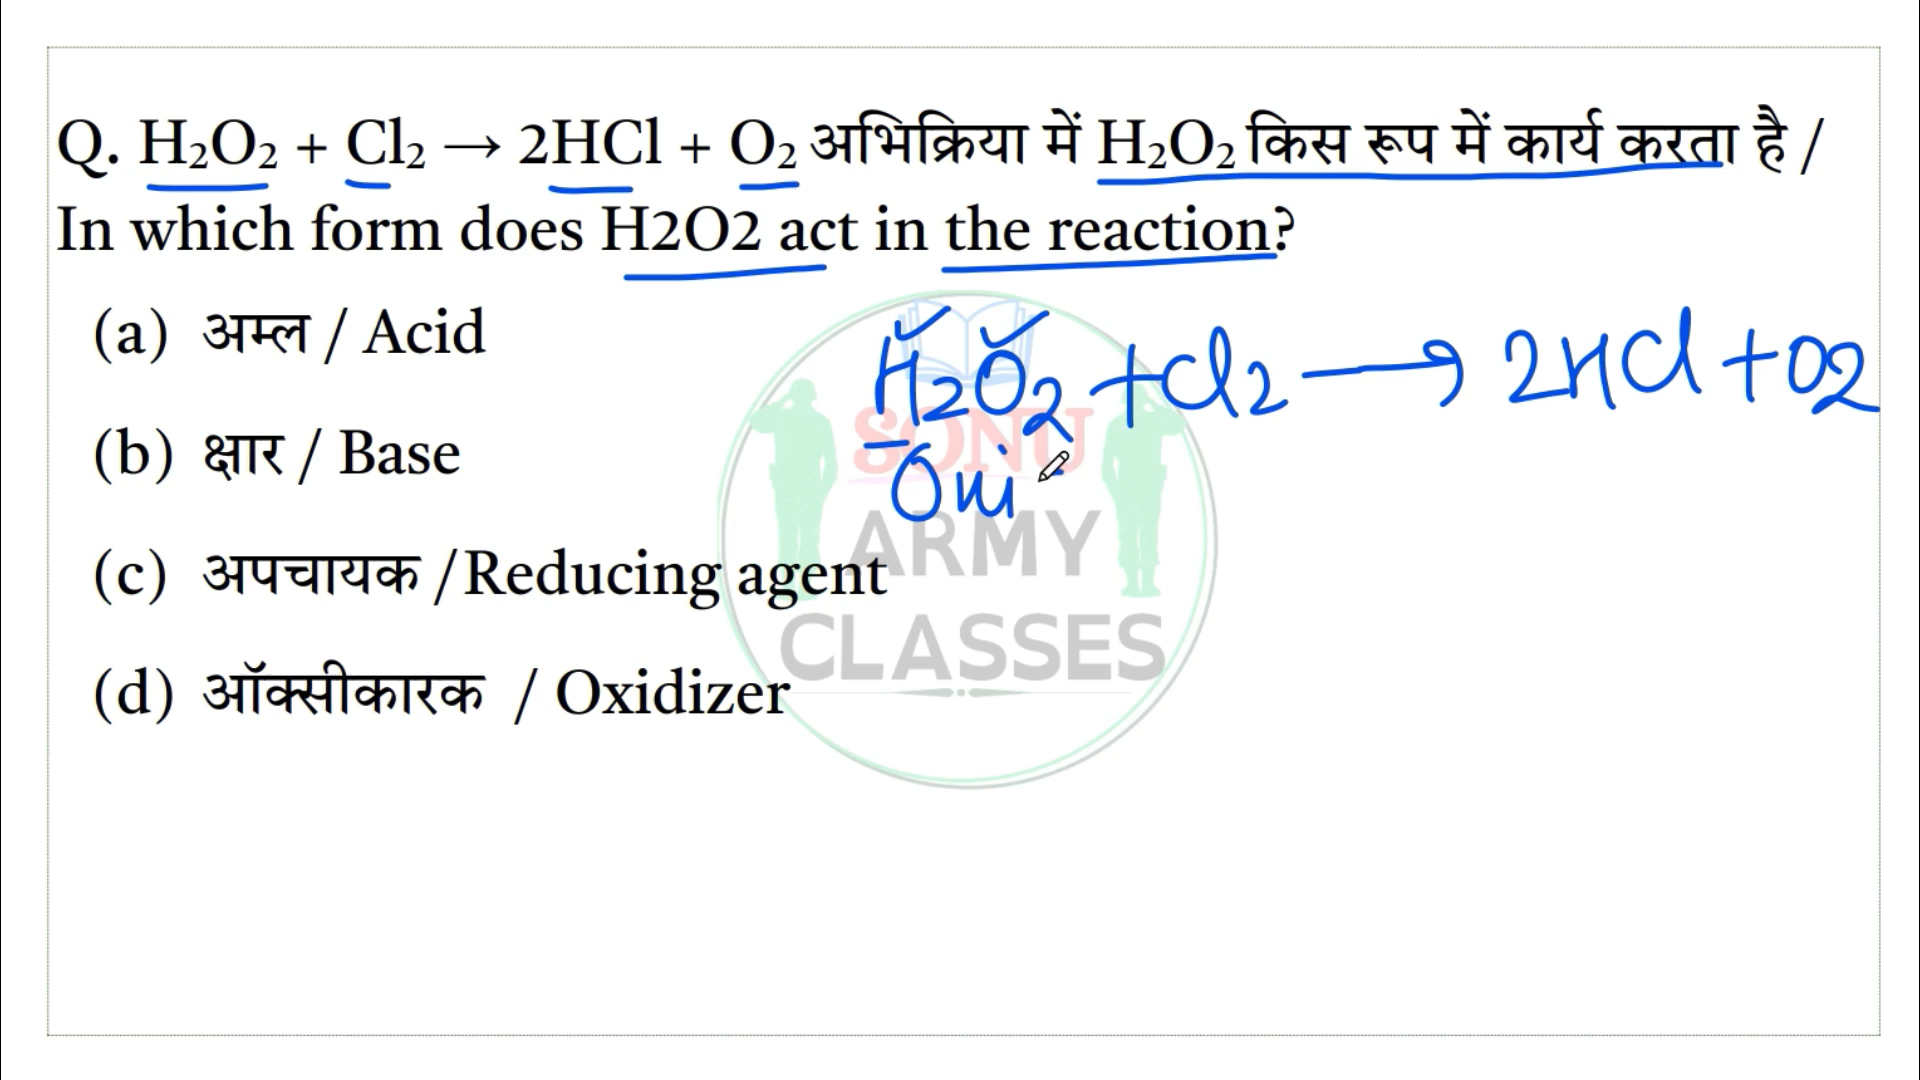 Q. H₂O₂ + Cl₂ → 2HCl + O₂ अभिक्रिया में H₂O₂ किस रूप में कार्य करता है /
In which form does H2O2 act in the reaction?
(a) अम्ल / Acid
H₂O₂ + Cl₂ → 2HCl + O2
(b) क्षार / Base
SONU
Oxi
ARMY
(c) अपचायक /Reducing agent
CLASSES
(d) ऑक्सीकारक / Oxidizer